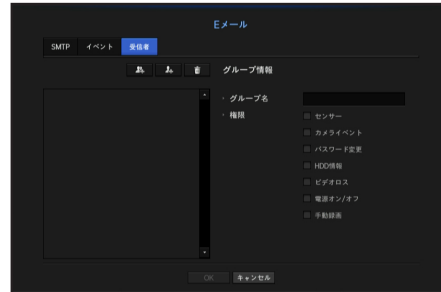 Eメール
SMTP イベント 受信者
グループ情報
· グループ名
· 権限
センサー
カメライベント
パスワード変更
HDD情報
ビデオロス
電源オン/オフ
手動録画
OK キャンセル